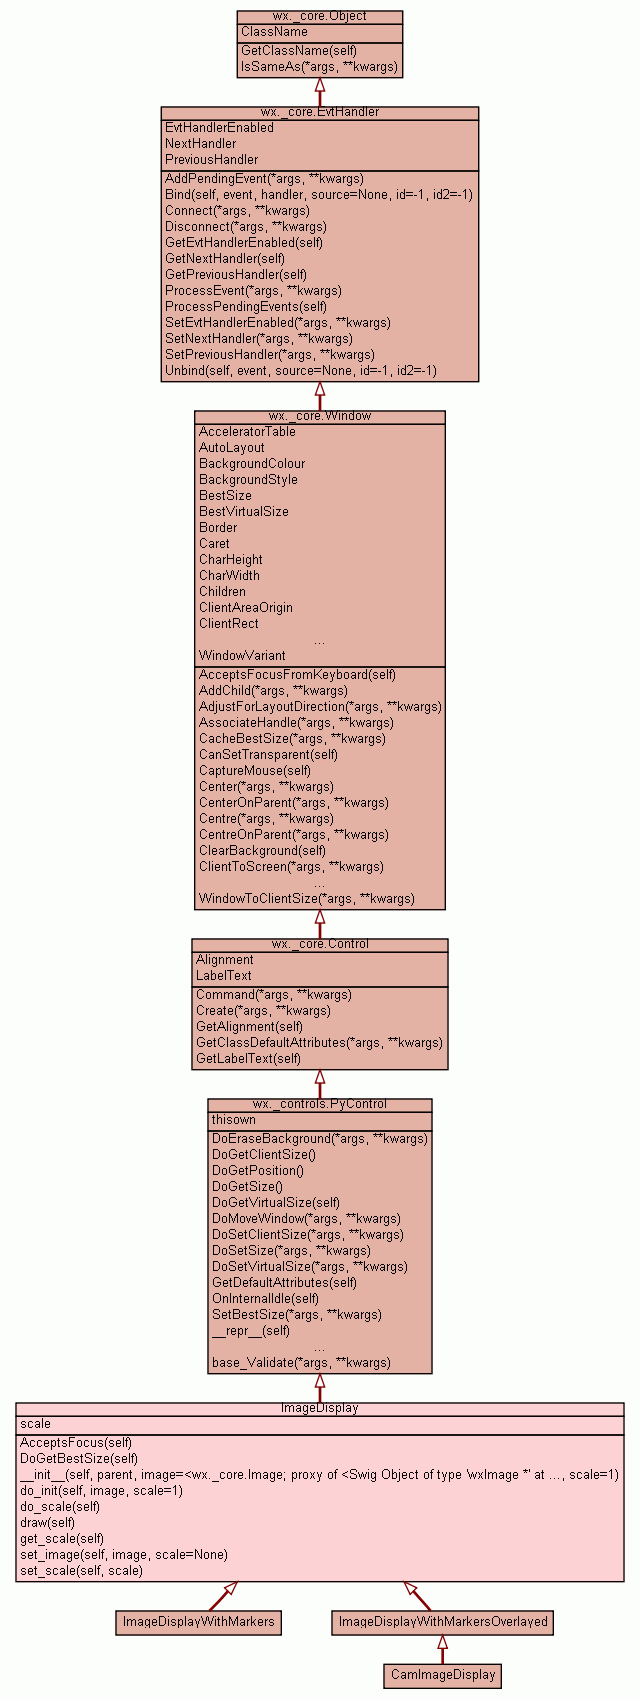 wx._core.Object
ClassName
GetClassName(self)
IsSameAs(*args, **kwargs)
wx._core.EvtHandler
EvtHandlerEnabled
NextHandler
PreviousHandler
AddPendingEvent(*args, **kwargs)
Bind(self, event, handler, source=None, id=-1, id2=-1)
Connect(*args, **kwargs)
Disconnect(*args, **kwargs)
GetEvtHandlerEnabled(self)
GetNextHandler(self)
GetPreviousHandler(self)
ProcessEvent(*args, **kwargs)
ProcessPendingEvents(self)
SetEvtHandlerEnabled(*args, **kwargs)
SetNextHandler(*args, **kwargs)
SetPreviousHandler(*args, **kwargs)
Unbind(self, event, source=None, id=-1, id2=-1)
wx._core.Window
AcceleratorTable
AutoLayout
BackgroundColour
BackgroundStyle
BestSize
BestVirtualSize
Border
Caret
CharHeight
CharWidth
Children
ClientAreaOrigin
ClientRect
...
WindowVariant
AcceptsFocusFromKeyboard(self)
AddChild(*args, **kwargs)
AdjustForLayoutDirection(*args, **kwargs)
AssociateHandle(*args, **kwargs)
CacheBestSize(*args, **kwargs)
CanSetTransparent(self)
CaptureMouse(self)
Center(*args, **kwargs)
CenterOnParent(*args, **kwargs)
Centre(*args, **kwargs)
CentreOnParent(*args, **kwargs)
ClearBackground(self)
ClientToScreen(*args, **kwargs)
...
WindowToClientSize(*args, **kwargs)
wx._core.Control
Alignment
LabelText
Command(*args, **kwargs)
Create(*args, **kwargs)
GetAlignment(self)
GetClassDefaultAttributes(*args, **kwargs)
GetLabelText(self)
wx._controls.PyControl
thisown
DoEraseBackground(*args, **kwargs)
DoGetClientSize()
DoGetPosition()
DoGetSize()
DoGetVirtualSize(self)
DoMoveWindow(*args, **kwargs)
DoSetClientSize(*args, **kwargs)
DoSetSize(*args, **kwargs)
DoSetVirtualSize(*args, **kwargs)
GetDefaultAttributes(self)
OnInternalIdle(self)
SetBestSize(*args, **kwargs)
__repr__(self)
...
base_Validate(*args, **kwargs)
ImageDisplay
scale
AcceptsFocus(self)
DoGetBestSize(self)
__init__(self, parent, image=<wx._core.Image; proxy of <Swig Object of type 'wxImage *' at ..., scale=1)
do_init(self, image, scale=1)
do_scale(self)
draw(self)
get_scale(self)
set_image(self, image, scale=None)
set_scale(self, scale)
ImageDisplayWithMarkers
ImageDisplayWithMarkersOverlayed
CamImageDisplay